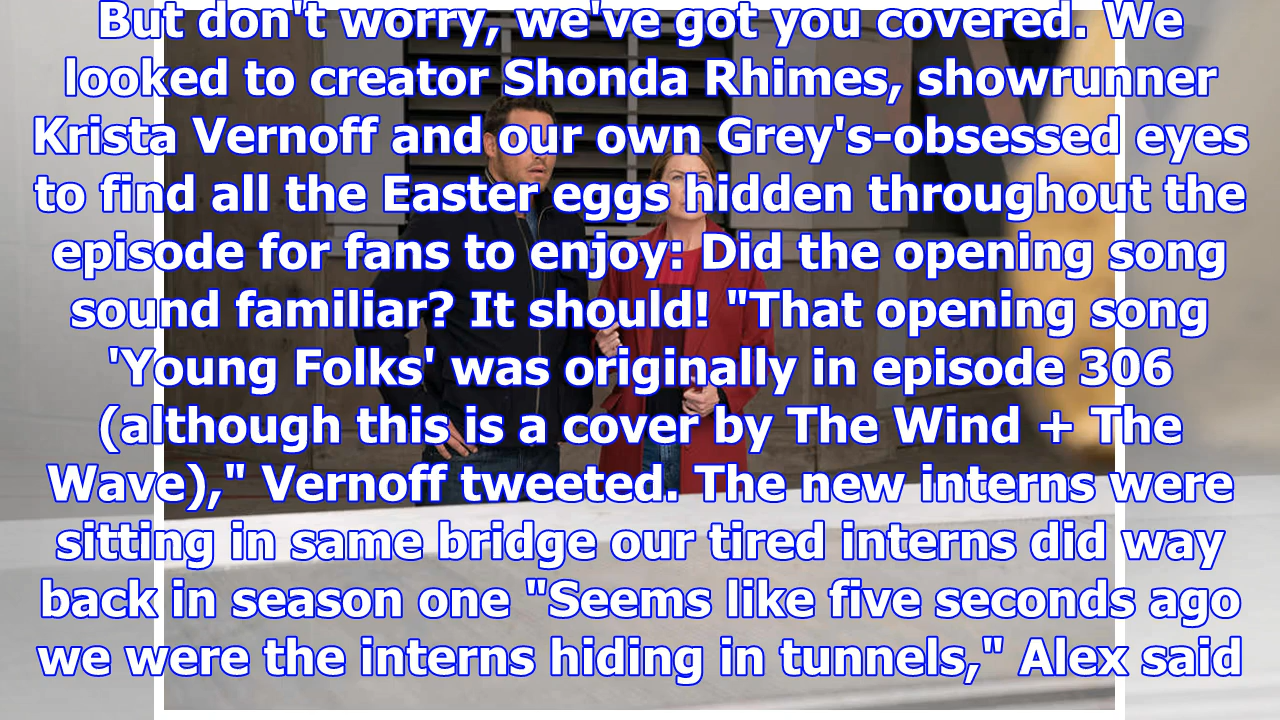 But don't worry, we've got you covered. We
looked to creator Shonda Rhimes, showrunner
Krista Vernoff and our own Grey's-obsessed eyes
to find all the Easter eggs hidden throughout the
episode for fans to enjoy: Did the opening song
sound familiar? It should! "That opening song
'Young Folks' was originally in episode 306
(although this is a cover by The Wind + The
Wave)," Vernoff tweeted. The new interns were
sitting in same bridge our tired interns did way
back in season one "Seems like five seconds ago
we were the interns hiding in tunnels," Alex said